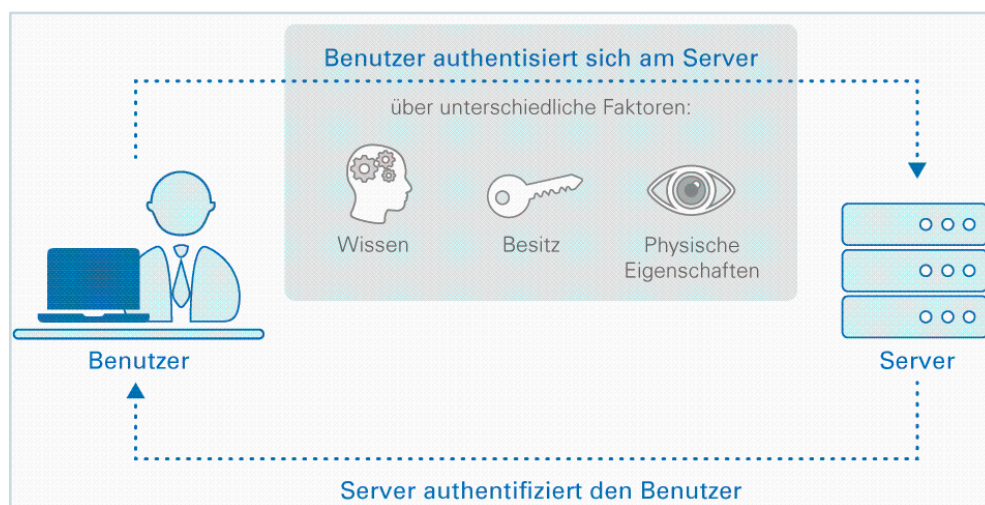 Benutzer authentisiert sich am Server
über unterschiedliche Faktoren:
Wissen
Besitz
Physische
Eigenschaften
Benutzer
Server
Server authentifiziert den Benutzer